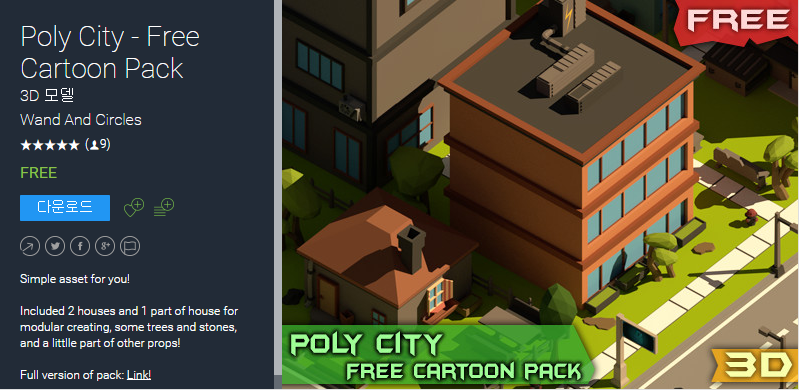 Poly City - Free
Cartoon Pack
3D 모델
Wand And Circles
★★★★★ (9)
FREE
다운로드
Simple asset for you!
Included 2 houses and 1 part of house for
modular creating, some trees and stones,
and a littlle part of other props!
Full version of pack: Link!
FREE
POLY CITY
FREE CARTOON PACK
3D